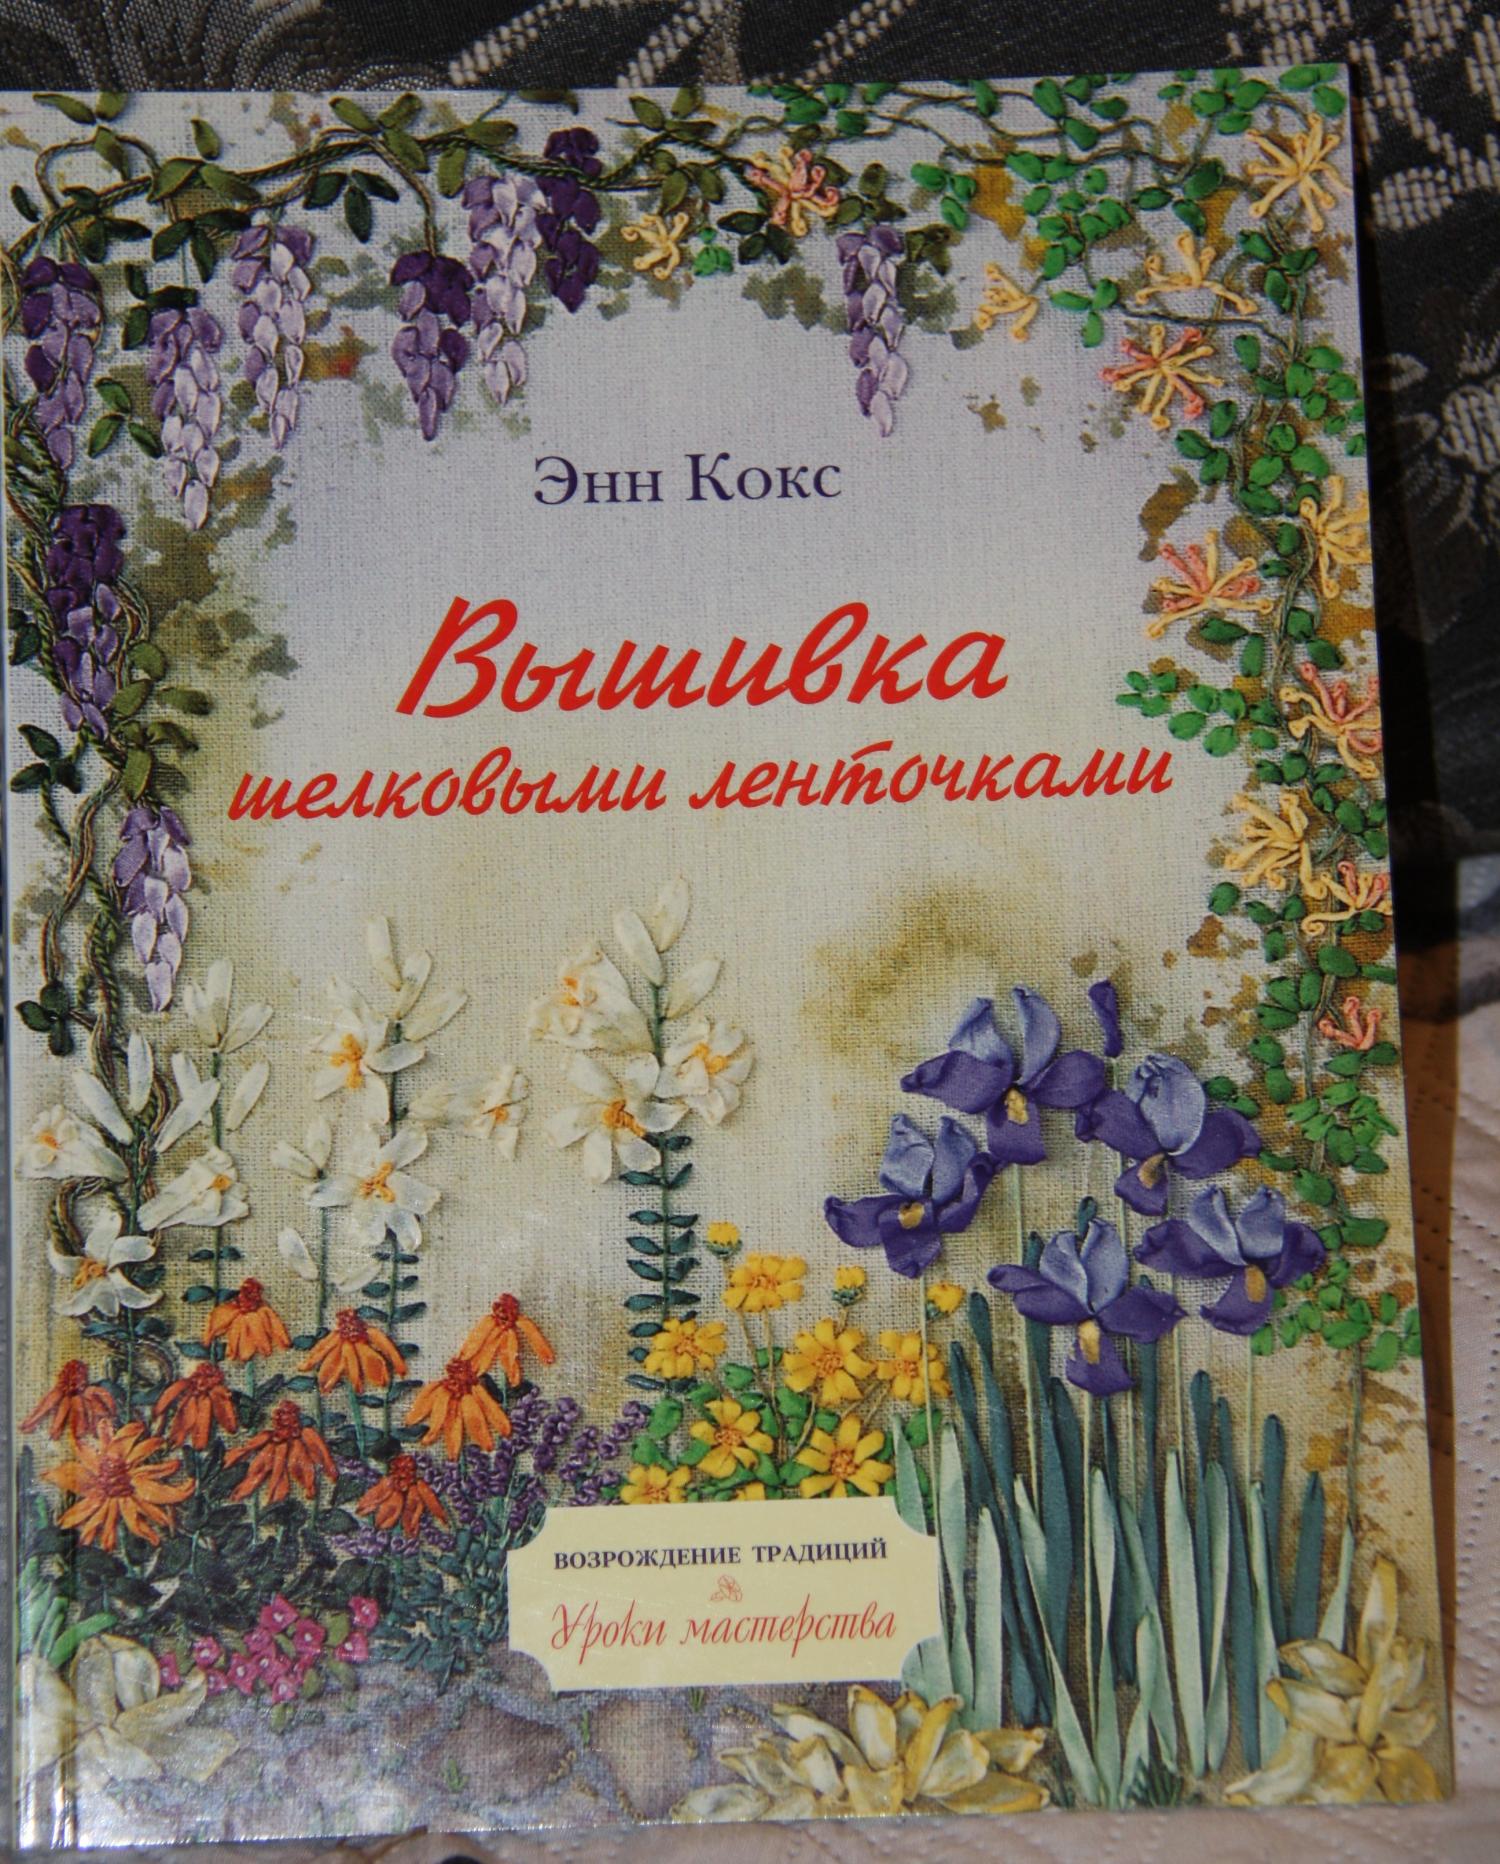 Энн Кокс
Вышивка
шелковыми ленточками
ВОЗРОЖДЕНИЕ ТРАДИЦИЙ
Уроки мастерства